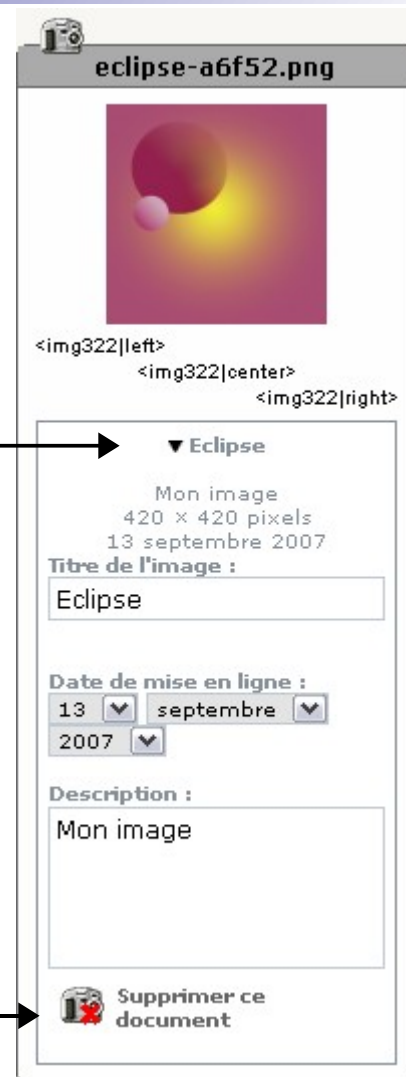 eclipse-a6f52.png
<img322|left>
<img322|center>
<img322|right>
▼ Eclipse
Mon image
420 × 420 pixels
13 septembre 2007
Titre de l'image :
Eclipse
Date de mise en ligne :
13 septembre
2007
Description :
Mon image
Supprimer ce
document